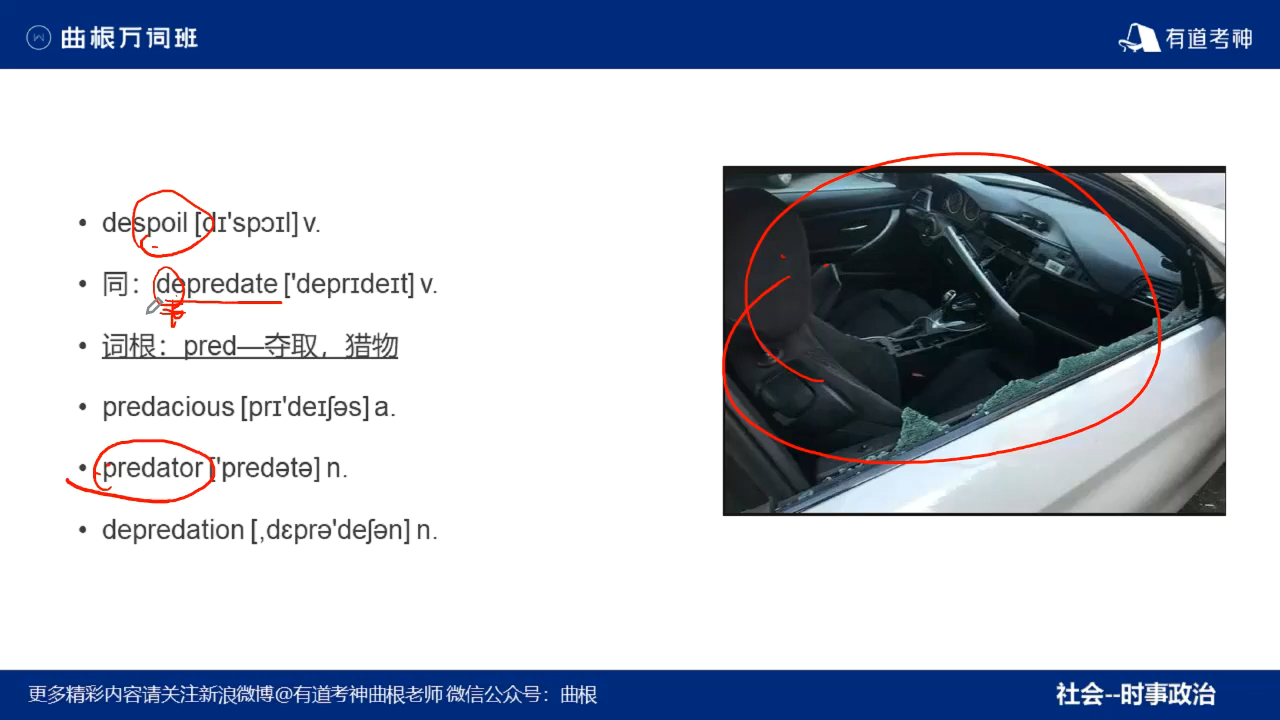 曲根万词班
有道考神
• despoil [dɪ'spɔɪl] v.
• 同：depredate ['deprɪdeɪt] v.
• 词根：pred—夺取，猎物
• predacious [prɪ'deɪʃəs] a.
• predator ['predətə] n.
• depredation [ˌdɛprə'deʃən] n.
更多精彩内容请关注新浪微博@有道考神曲根老师 微信公众号：曲根
社会--时事政治